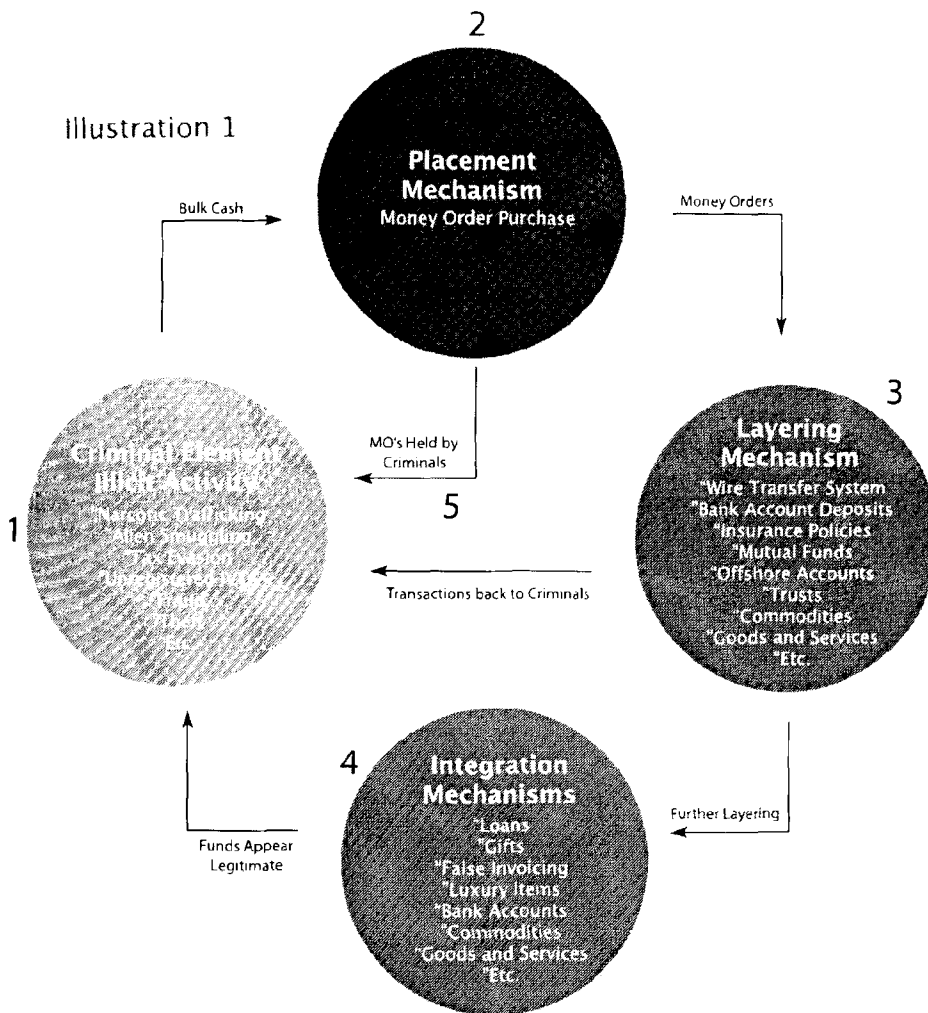 Illustration 1
2
Placement
Mechanism
Money Order Purchase
Bulk Cash
Money Orders
1
Criminal Element
Illicit Activity
*Narcotic Trafficking
*Alien Smuggling
*Tax Evasion
*Etc.
MO's Held by
Criminals
5
Transactions back to Criminals
3
Layering
Mechanism
"Wire Transfer System
"Bank Account Deposits
"Insurance Policies
"Mutual Funds
"Offshore Accounts
"Trusts
"Commodities
"Goods and Services
"Etc.
4
Integration
Mechanisms
"Loans
"Gifts
"False Invoicing
"Luxury Items
"Bank Accounts
"Commodities
"Goods and Services
"Etc.
Further Layering
Funds Appear
Legitimate